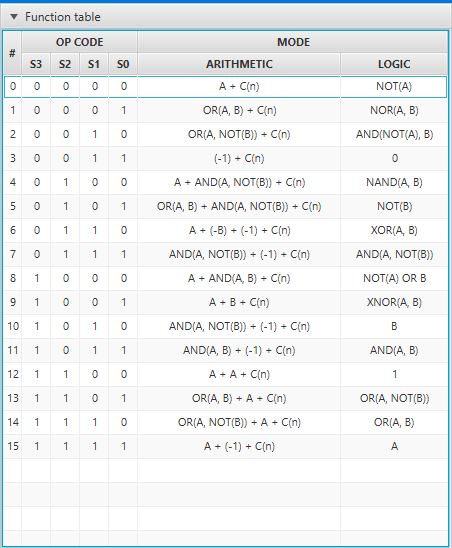 Function table
# OP CODE MODE
S3 S2 S1 S0 ARITHMETIC LOGIC
0 0 0 0 0 A + C(n) NOT(A)
1 0 0 0 1 OR(A, B) + C(n) NOR(A, B)
2 0 0 1 0 OR(A, NOT(B)) + C(n) AND(NOT(A), B)
3 0 0 1 1 (-1) + C(n) 0
4 0 1 0 0 A + AND(A, NOT(B)) + C(n) NAND(A, B)
5 0 1 0 1 OR(A, B) + AND(A, NOT(B)) + C(n) NOT(B)
6 0 1 1 0 A + (-B) + (-1) + C(n) XOR(A, B)
7 0 1 1 1 AND(A, NOT(B)) + (-1) + C(n) AND(A, NOT(B))
8 1 0 0 0 A + AND(A, B) + C(n) NOT(A) OR B
9 1 0 0 1 A + B + C(n) XNOR(A, B)
10 1 0 1 0 AND(A, NOT(B)) + (-1) + C(n) B
11 1 0 1 1 AND(A, B) + (-1) + C(n) AND(A, B)
12 1 1 0 0 A + A + C(n) 1
13 1 1 0 1 OR(A, B) + A + C(n) OR(A, NOT(B))
14 1 1 1 0 OR(A, NOT(B)) + A + C(n) OR(A, B)
15 1 1 1 1 A + (-1) + C(n) A